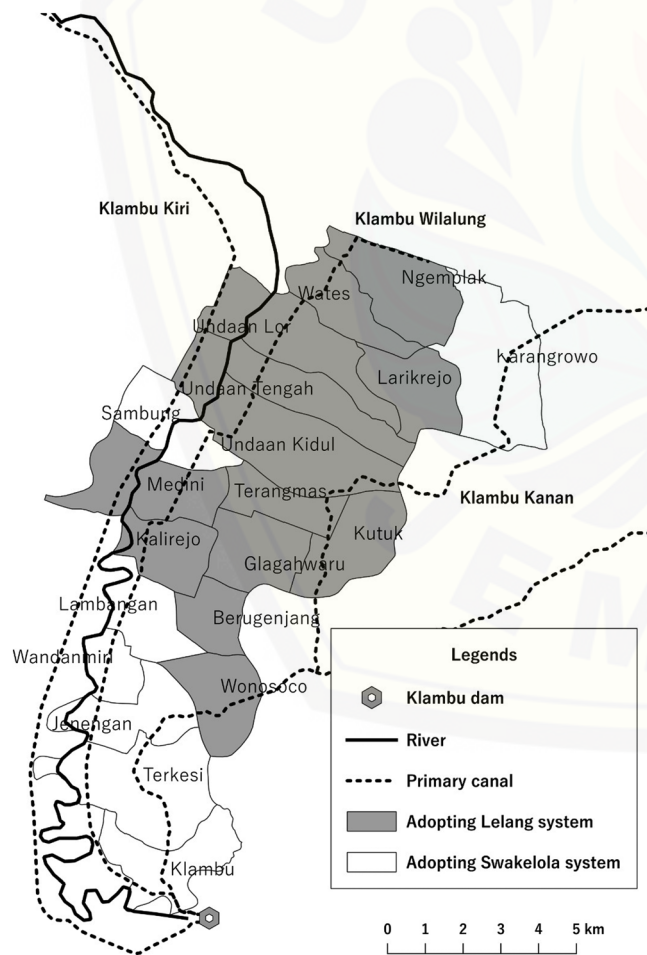 Klambu Kiri
Klambu Wilalung
Ngemplak
Wates
Undaan Lor
Karangrowo
Larikrejo
Undaan Tengah
Sambung
Undaan Kidul
Medini
Terangmas
Klambu Kanan
Kalirejo
Kutuk
Glagahwaru
Lambangan
Berugenjang
Wandanmiri
Wonosoco
Jenengan
Terkesi
Klambu
Legends
Klambu dam
River
Primary canal
Adopting Lelang system
Adopting Swakelola system
0 1 2 3 4 5 km